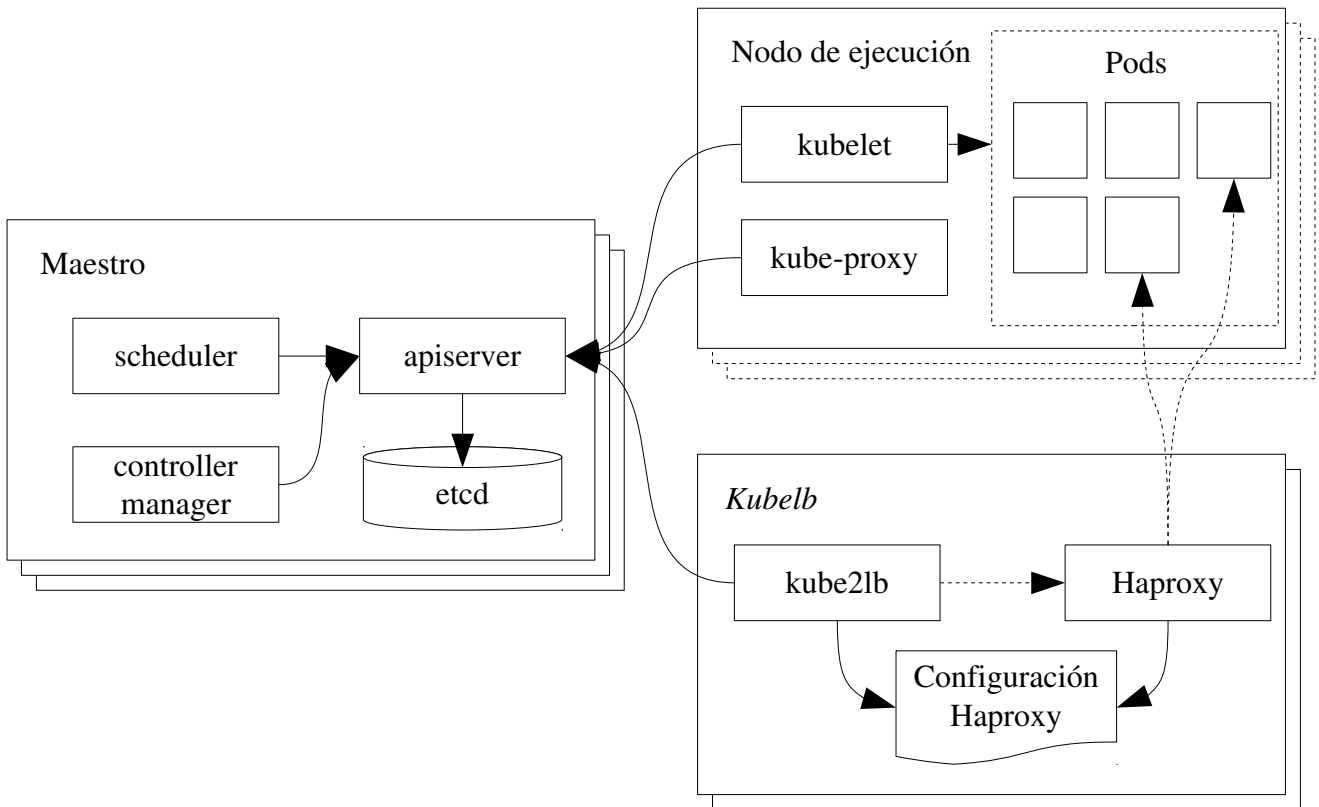 Nodo de ejecución
Pods
kubelet
kube-proxy
Maestro
scheduler
apiserver
controller
manager
etcd
Kubelb
kube2lb
Haproxy
Configuración
Haproxy